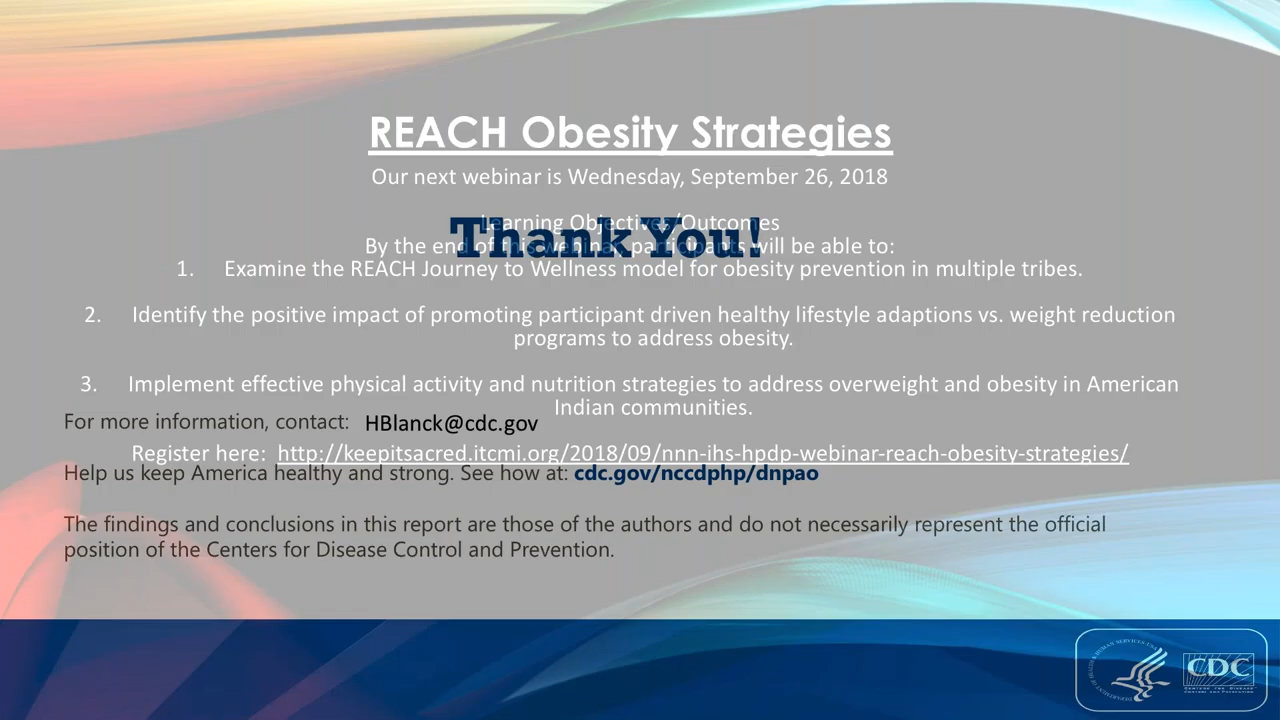 REACH Obesity Strategies
Our next webinar is Wednesday, September 26, 2018
Learning Objectives/Outcomes
Thank You!
By the end of this webinar, participants will be able to:
1. Examine the REACH Journey to Wellness model for obesity prevention in multiple tribes.
2. Identify the positive impact of promoting participant driven healthy lifestyle adaptions vs. weight reduction
programs to address obesity.
3. Implement effective physical activity and nutrition strategies to address overweight and obesity in American
Indian communities.
For more information, contact: HBlanck@cdc.gov
Register here: http://keepitsacred.itcmi.org/2018/09/nnn-ihs-hpdp-webinar-reach-obesity-strategies/
Help us keep America healthy and strong. See how at: cdc.gov/nccdphp/dnpao
The findings and conclusions in this report are those of the authors and do not necessarily represent the official
position of the Centers for Disease Control and Prevention.
CDC